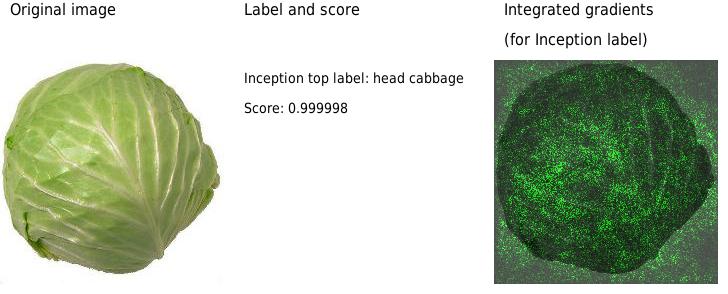 Original image
Label and score
Integrated gradients
(for Inception label)
Inception top label: head cabbage
Score: 0.999998